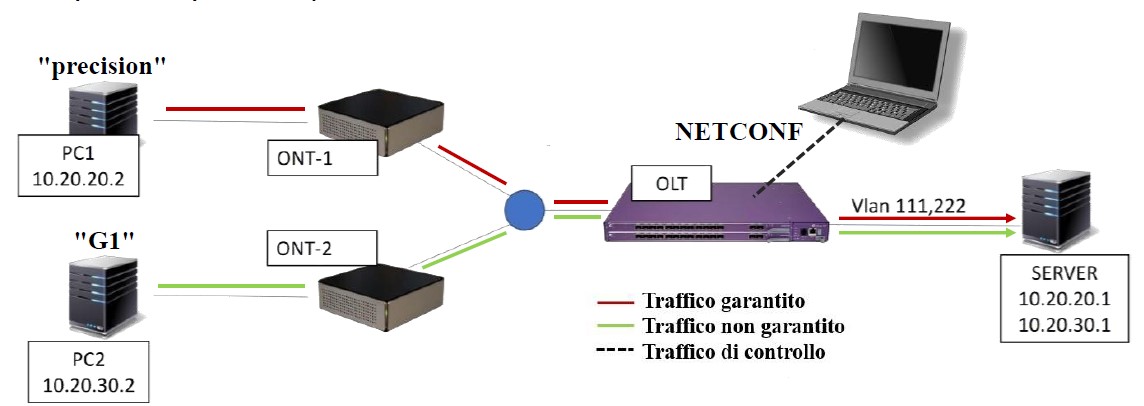 "precision"
PC1
10.20.20.2
ONT-1
"G1"
PC2
10.20.30.2
ONT-2
NETCONF
OLT
Vlan 111,222
SERVER
10.20.20.1
10.20.30.1
Traffico garantito
Traffico non garantito
Traffico di controllo